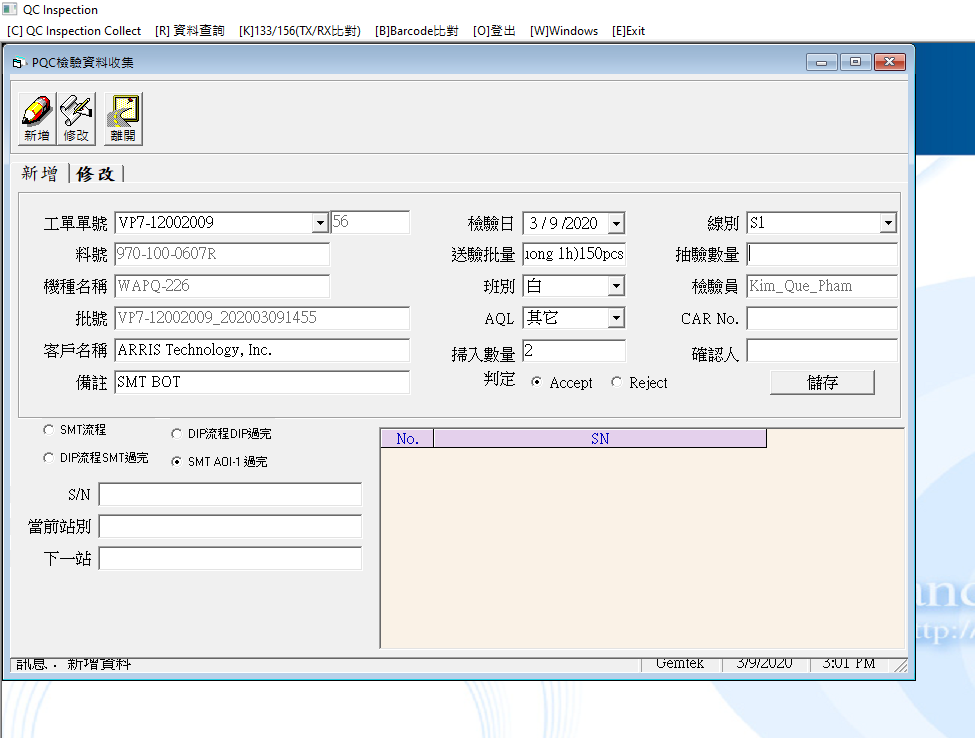 QC Inspection
[C] QC Inspection Collect [R] 資料查詢 [K]133/156(TX/RX比對) [B]Barcode比對 [O]登出 [W]Windows [E]Exit
PQC檢驗資料收集
新增 修改 離開
新增 修改
工單單號 VP7-12002009 56 檢驗日 3 / 9 /2020 線別 S1
料號 970-100-0607R 送驗批量 ong 1h)150pcs 抽驗數量
機種名稱 WAPQ-226 班別 白 檢驗員 Kim_Que_Pham
批號 VP7-12002009_202003091455 AQL 其它 CAR No.
客戶名稱 ARRIS Technology, Inc. 掃入數量 2 確認人
備註 SMT BOT 判定 Accept Reject 儲存
SMT流程 DIP流程DIP過完
DIP流程SMT過完 SMT AOI-1 過完
No. SN
S/N
當前站別
下一站
訊息 : 新增資料 Gemtek 3/9/2020 3:01 PM